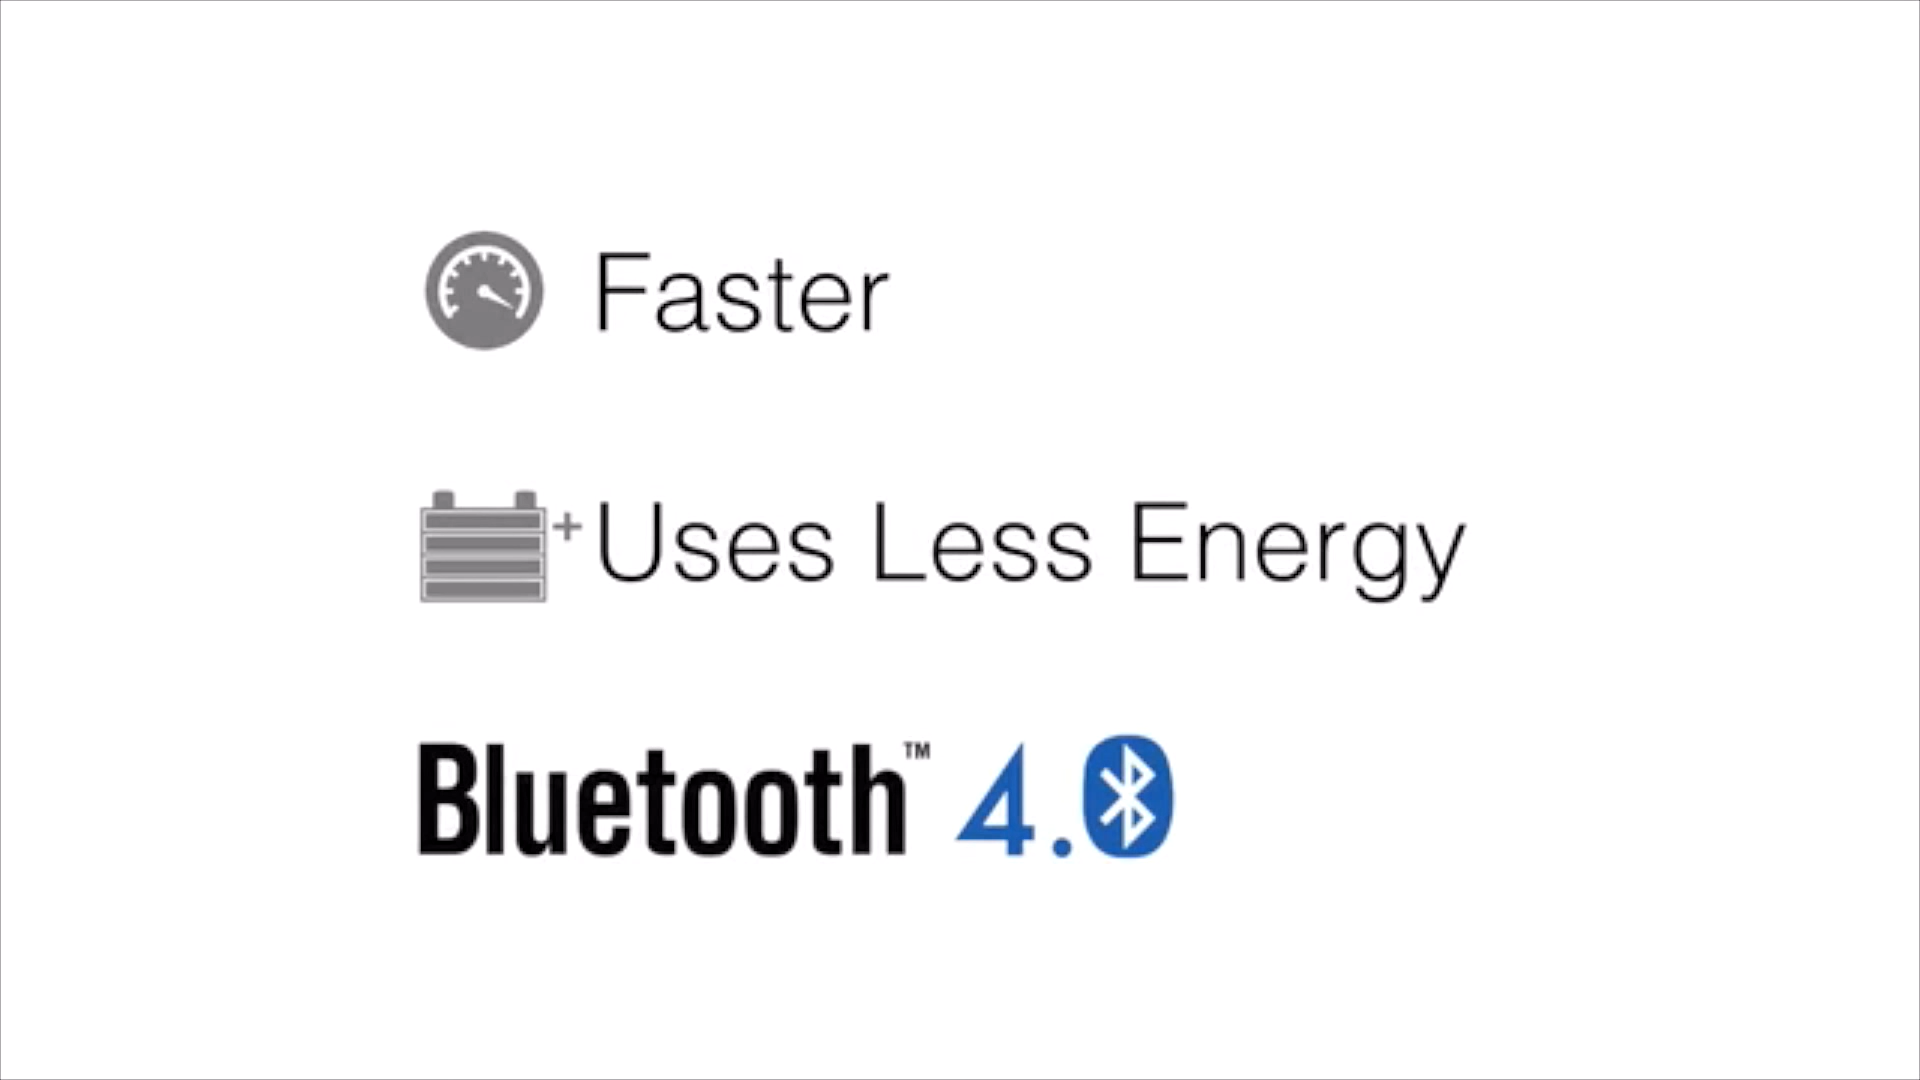 Faster
+ Uses Less Energy
Bluetooth™ 4.0